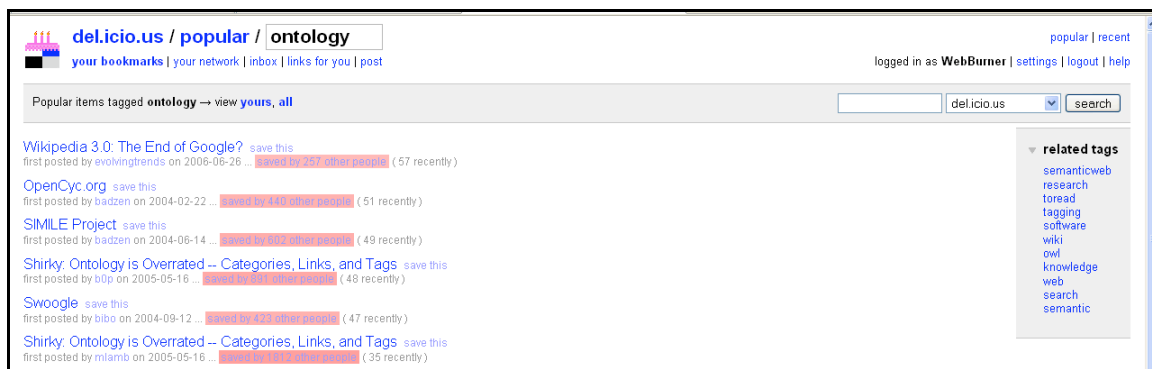 del.icio.us / popular / ontology
popular | recent
your bookmarks | your network | inbox | links for you | post
logged in as WebBurner | settings | logout | help
Popular items tagged ontology → view yours, all
del.icio.us
search
Wikipedia 3.0: The End of Google? save this
first posted by evolvingtrends on 2006-06-26 ... saved by 257 other people ( 57 recently )
OpenCyc.org save this
first posted by badzen on 2004-02-22 ... saved by 440 other people ( 51 recently )
SIMILE Project save this
first posted by badzen on 2004-06-14 ... saved by 602 other people ( 49 recently )
Shirky: Ontology is Overrated -- Categories, Links, and Tags save this
first posted by b0p on 2005-05-16 ... saved by 691 other people ( 48 recently )
Swoogle save this
first posted by bibo on 2004-09-12 ... saved by 423 other people ( 47 recently )
Shirky: Ontology is Overrated -- Categories, Links, and Tags save this
first posted by mlamb on 2005-05-16 ... saved by 1612 other people ( 35 recently )
related tags
semanticweb
research
toread
tagging
software
wiki
owl
knowledge
web
search
semantic